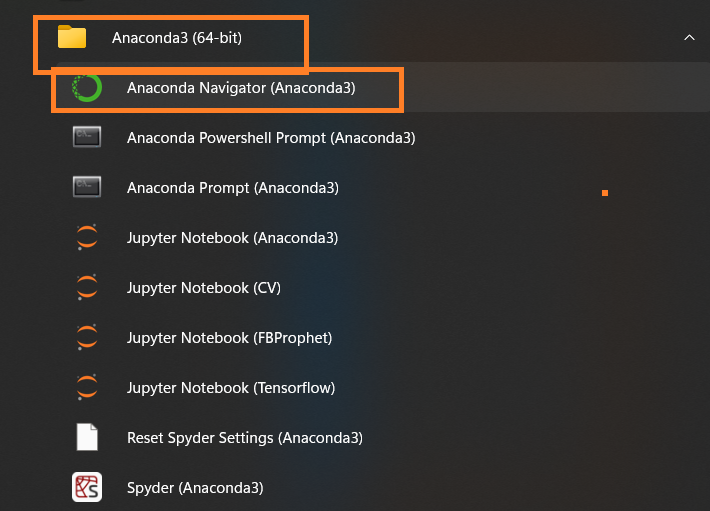 Anaconda3 (64-bit)
Anaconda Navigator (Anaconda3)
Anaconda Powershell Prompt (Anaconda3)
Anaconda Prompt (Anaconda3)
Jupyter Notebook (Anaconda3)
Jupyter Notebook (CV)
Jupyter Notebook (FBProphet)
Jupyter Notebook (Tensorflow)
Reset Spyder Settings (Anaconda3)
Spyder (Anaconda3)